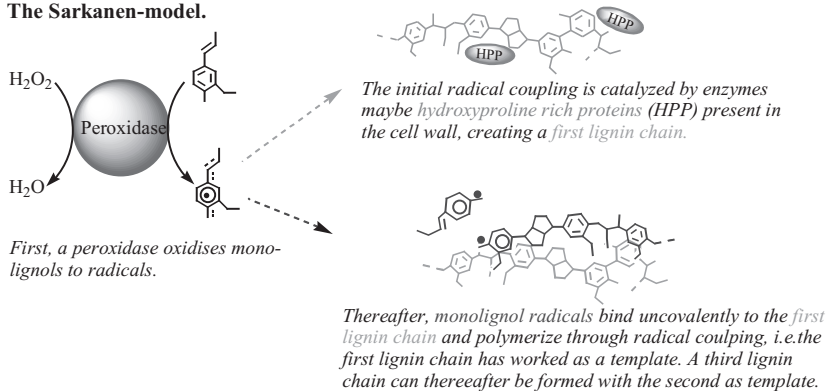 The Sarkanen-model.
H2O2
Peroxidase
H2O
First, a peroxidase oxidises mono-
lignols to radicals.
HPP
HPP
The initial radical coupling is catalyzed by enzymes
maybe hydroxyproline rich proteins (HPP) present in
the cell wall, creating a first lignin chain.
Thereafter, monolignol radicals bind uncovalently to the first
lignin chain and polymerize through radical coulping, i.e.the
first lignin chain has worked as a template. A third lignin
chain can thereeafter be formed with the second as template.